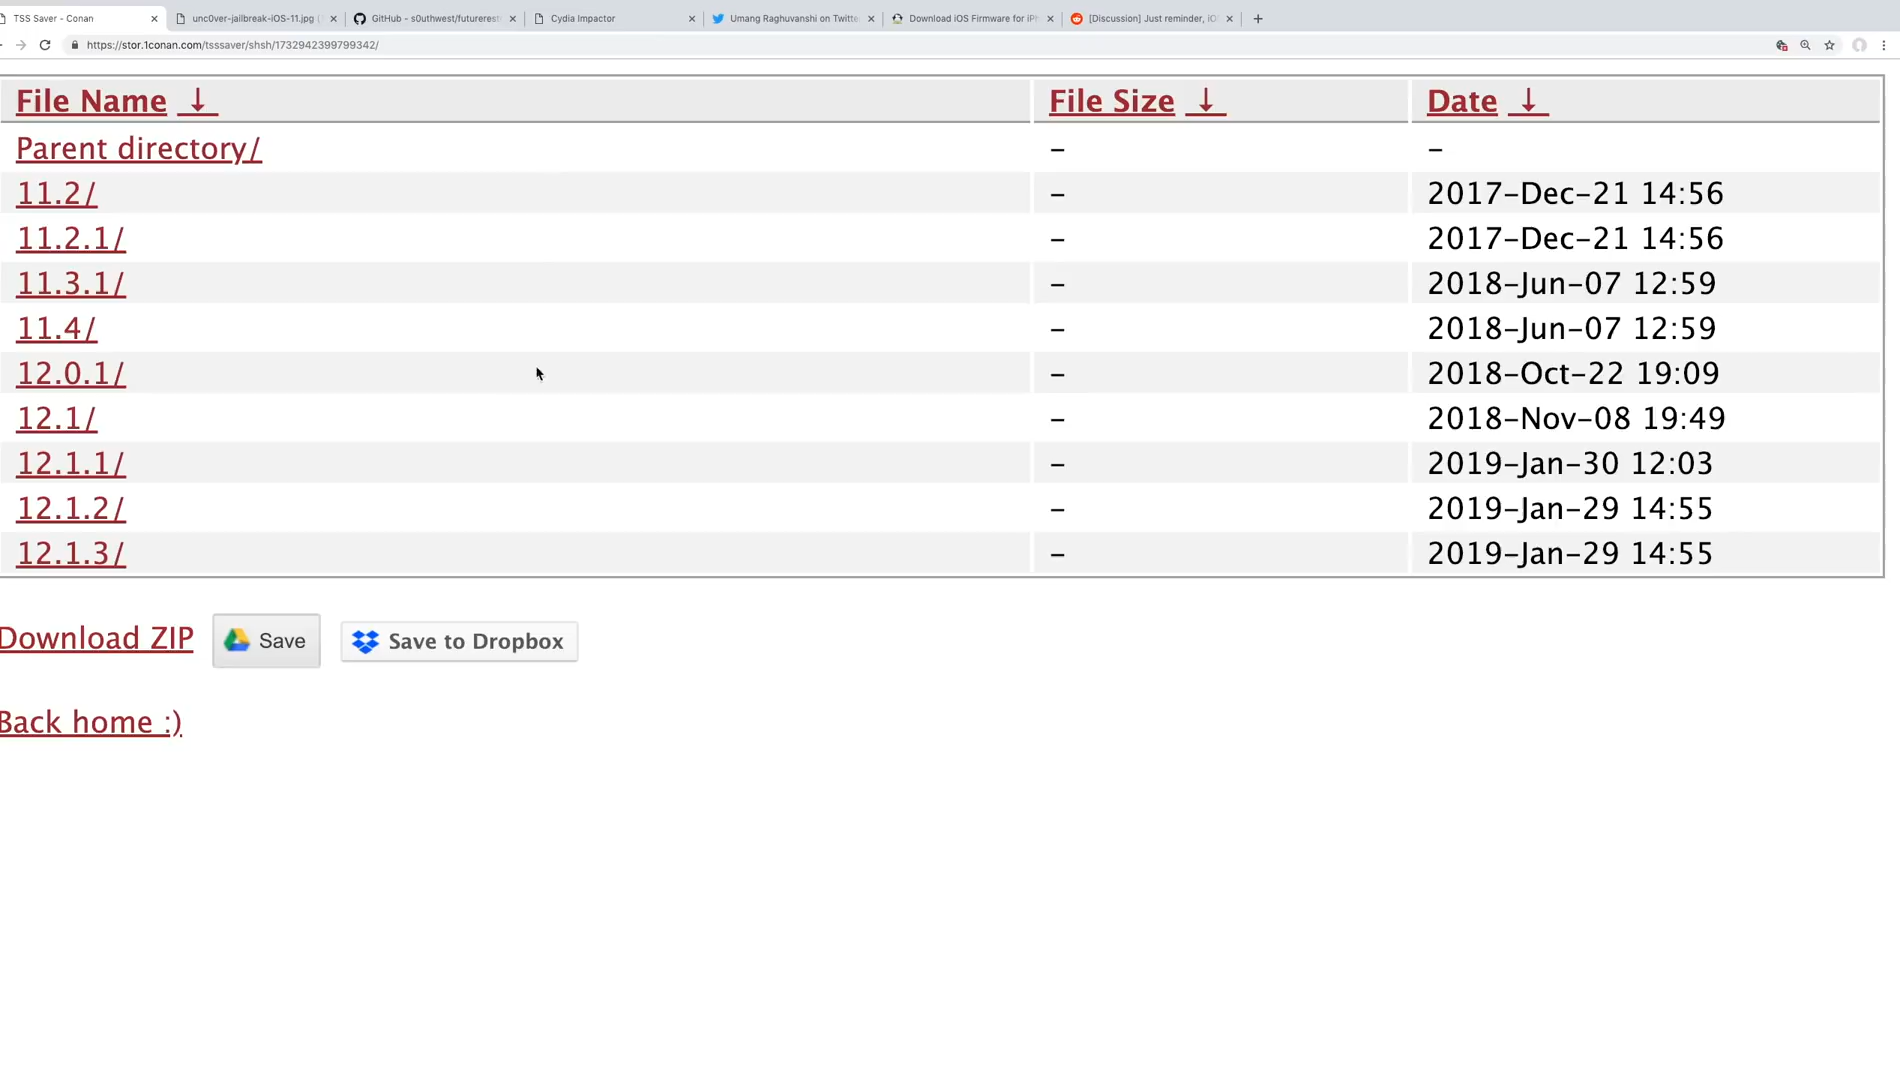 TSS Saver - Conan
unc0ver-jailbreak-iOS-11.jpg (
GitHub - s0uthwest/futurerest
Cydia Impactor
Umang Raghuvanshi on Twitte
Download iOS Firmware for iPh
[Discussion] Just reminder, iO
https://stor.1conan.com/tsssaver/shsh/1732942399799342/
File Name ↓ File Size ↓ Date ↓
Parent directory/ - -
11.2/ - 2017-Dec-21 14:56
11.2.1/ - 2017-Dec-21 14:56
11.3.1/ - 2018-Jun-07 12:59
11.4/ - 2018-Jun-07 12:59
12.0.1/ - 2018-Oct-22 19:09
12.1/ - 2018-Nov-08 19:49
12.1.1/ - 2019-Jan-30 12:03
12.1.2/ - 2019-Jan-29 14:55
12.1.3/ - 2019-Jan-29 14:55
Download ZIP Save Save to Dropbox
Back home :)